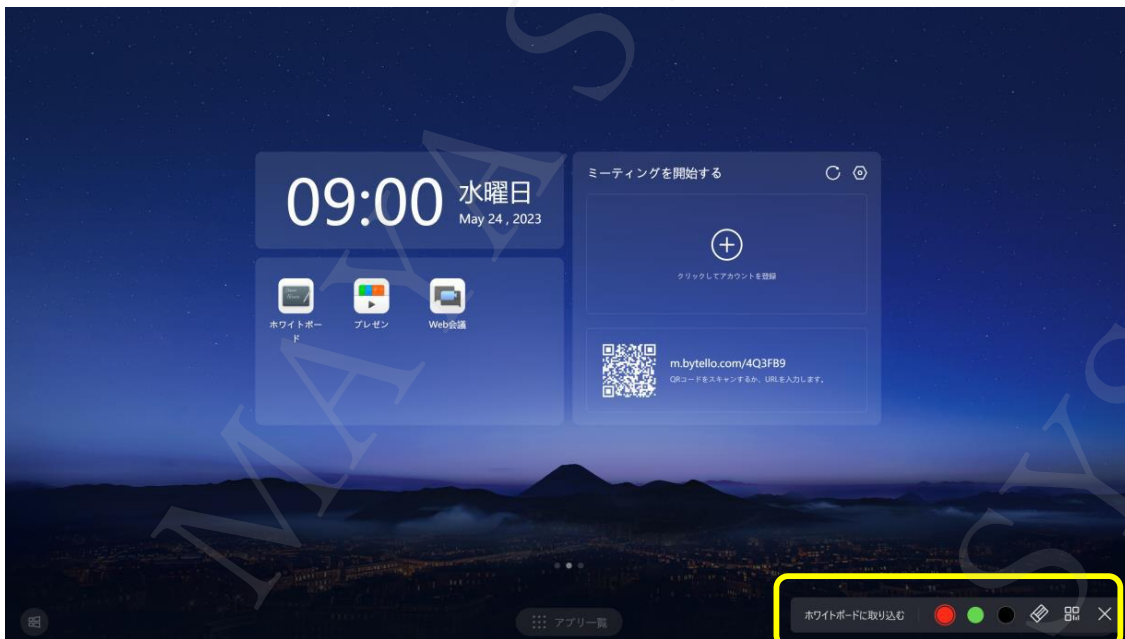 09:00
水曜日
May 24 , 2023
ホワイトボー
ド
プレゼン
Web会議
ミーティングを開始する
クリックしてアカウントを登録
m.bytello.com/4Q3FB9
QRコードをスキャンするか、URLを入力します。
アプリ一覧
ホワイトボードに取り込む
MAYA SYS